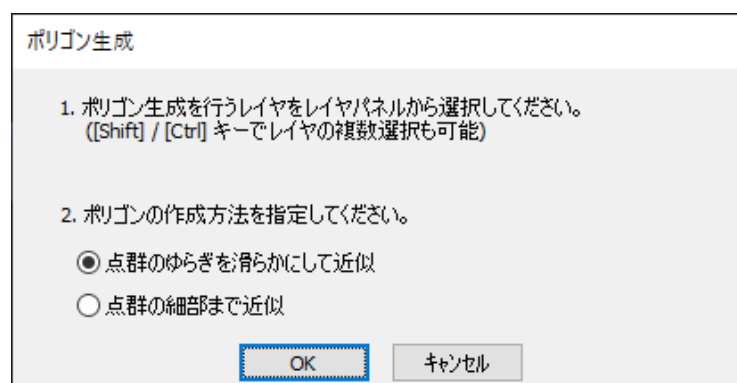 ポリゴン生成
1. ポリゴン生成を行うレイヤをレイヤパネルから選択してください。
([Shift] / [Ctrl] キーでレイヤの複数選択も可能)
2. ポリゴンの作成方法を指定してください。
点群のゆらぎを滑らかにして近似
点群の細部まで近似
OK キャンセル